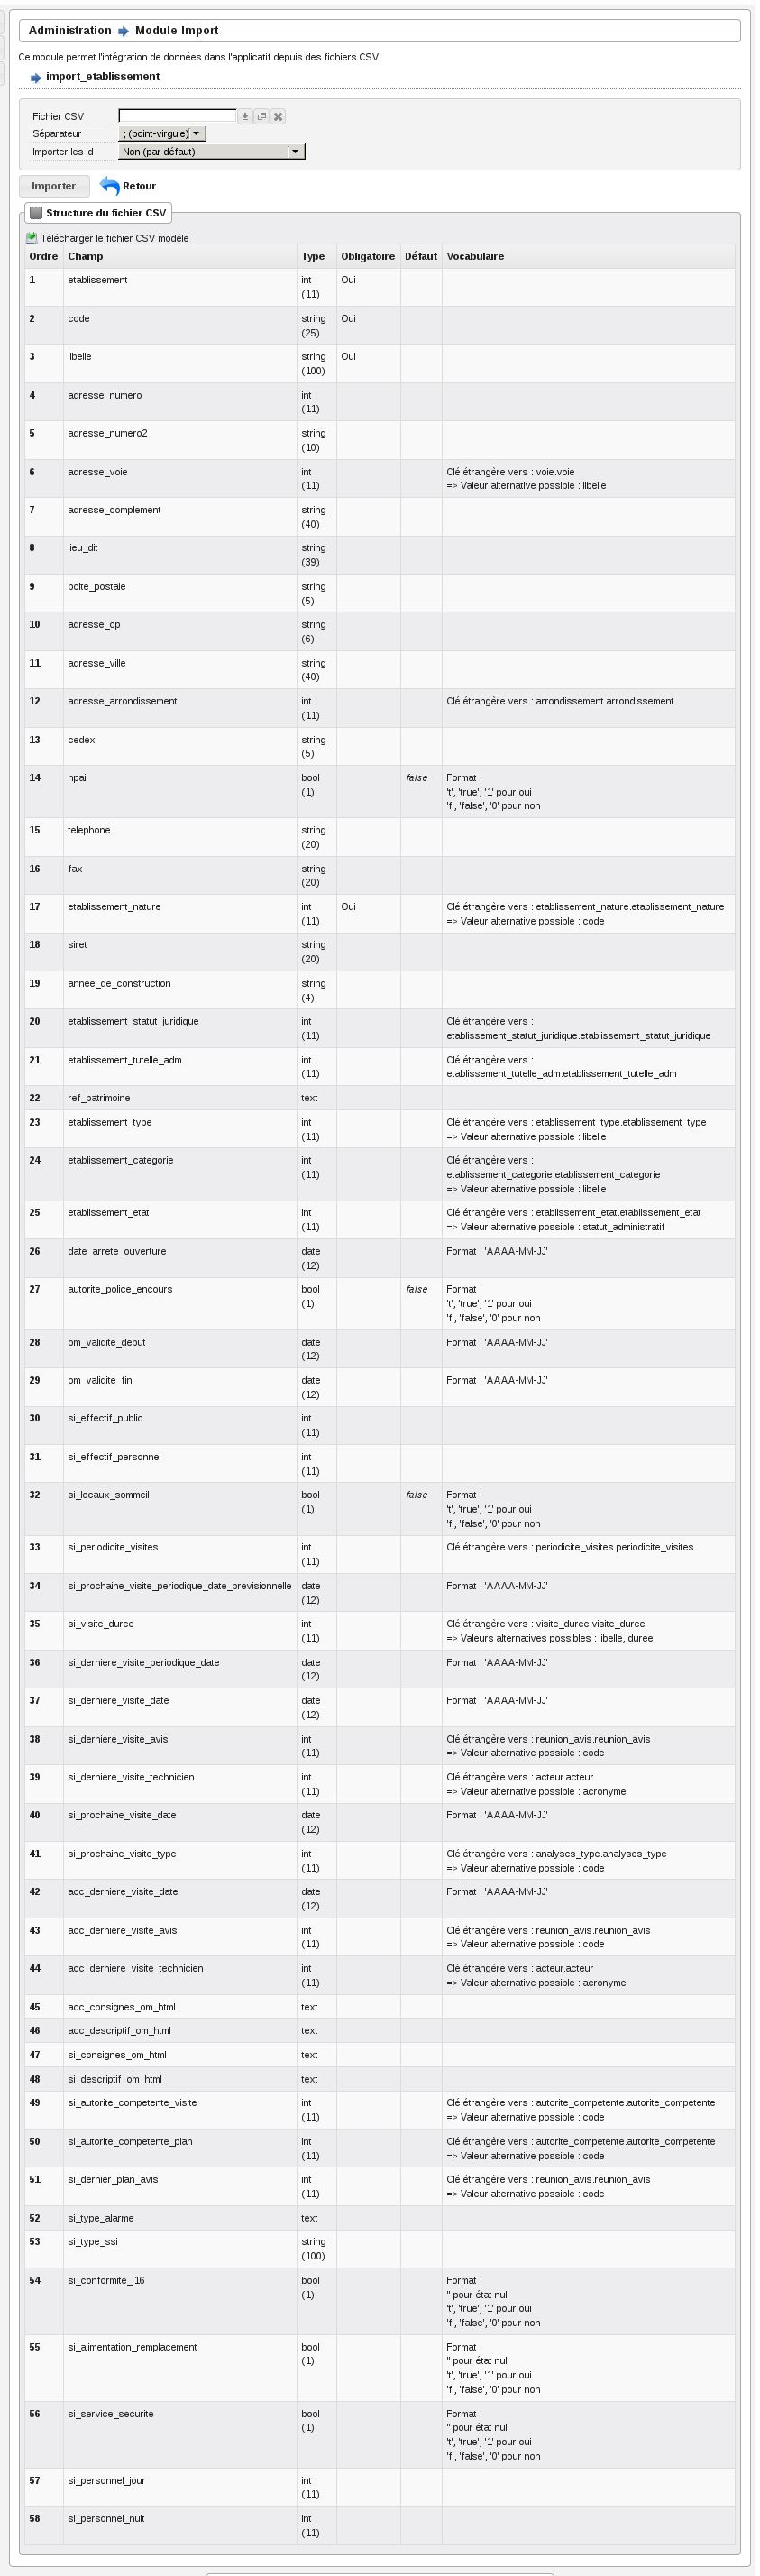 Administration Module Import
Ce module permet l'intégration de données dans l'applicatif depuis des fichiers CSV.
import_etablissement
Fichier CSV
Séparateur ; (point-virgule)
Importer les Id Non (par défaut)
Importer Retour
Structure du fichier CSV
Télécharger le fichier CSV modèle
Ordre Champ Type Obligatoire Défaut Vocabulaire
1 etablissement int Oui
(11)
2 code string Oui
(25)
3 libelle string Oui
(100)
4 adresse_numero int
(11)
5 adresse_numero2 string
(10)
6 adresse_voie int Clé étrangère vers : voie.voie
(11) => Valeur alternative possible : libelle
7 adresse_complement string
(40)
8 lieu_dit string
(39)
9 boite_postale string
(5)
10 adresse_cp string
(6)
11 adresse_ville string
(40)
12 adresse_arrondissement int Clé étrangère vers : arrondissement.arrondissement
(11)
13 cedex string
(5)
14 npai bool false Format :
(1) 't', 'true', '1' pour oui
'f', 'false', '0' pour non
15 telephone string
(20)
16 fax string
(20)
17 etablissement_nature int Oui Clé étrangère vers : etablissement_nature.etablissement_nature
(11) => Valeur alternative possible : code
18 siret string
(20)
19 annee_de_construction string
(4)
20 etablissement_statut_juridique int Clé étrangère vers :
(11) etablissement_statut_juridique.etablissement_statut_juridique
21 etablissement_tutelle_adm int Clé étrangère vers :
(11) etablissement_tutelle_adm.etablissement_tutelle_adm
22 ref_patrimoine text
23 etablissement_type int Clé étrangère vers : etablissement_type.etablissement_type
(11) => Valeur alternative possible : libelle
24 etablissement_categorie int Clé étrangère vers :
(11) etablissement_categorie.etablissement_categorie
=> Valeur alternative possible : libelle
25 etablissement_etat int Clé étrangère vers : etablissement_etat.etablissement_etat
(11) => Valeur alternative possible : statut_administratif
26 date_arrete_ouverture date Format : 'AAAA-MM-JJ'
(12)
27 autorite_police_encours bool false Format :
(1) 't', 'true', '1' pour oui
'f', 'false', '0' pour non
28 om_validite_debut date Format : 'AAAA-MM-JJ'
(12)
29 om_validite_fin date Format : 'AAAA-MM-JJ'
(12)
30 si_effectif_public int
(11)
31 si_effectif_personnel int
(11)
32 si_locaux_sommeil bool false Format :
(1) 't', 'true', '1' pour oui
'f', 'false', '0' pour non
33 si_periodicite_visites int Clé étrangère vers : periodicite_visites.periodicite_visites
(11)
34 si_prochaine_visite_periodique_date_previsionnelle date Format : 'AAAA-MM-JJ'
(12)
35 si_visite_duree int Clé étrangère vers : visite_duree.visite_duree
(11) => Valeurs alternatives possibles : libelle, duree
36 si_derniere_visite_periodique_date date Format : 'AAAA-MM-JJ'
(12)
37 si_derniere_visite_date date Format : 'AAAA-MM-JJ'
(12)
38 si_derniere_visite_avis int Clé étrangère vers : reunion_avis.reunion_avis
(11) => Valeur alternative possible : code
39 si_derniere_visite_technicien int Clé étrangère vers : acteur.acteur
(11) => Valeur alternative possible : acronyme
40 si_prochaine_visite_date date Format : 'AAAA-MM-JJ'
(12)
41 si_prochaine_visite_type int Clé étrangère vers : analyses_type.analyses_type
(11) => Valeur alternative possible : code
42 acc_derniere_visite_date date Format : 'AAAA-MM-JJ'
(12)
43 acc_derniere_visite_avis int Clé étrangère vers : reunion_avis.reunion_avis
(11) => Valeur alternative possible : code
44 acc_derniere_visite_technicien int Clé étrangère vers : acteur.acteur
(11) => Valeur alternative possible : acronyme
45 acc_consignes_om_html text
46 acc_descriptif_om_html text
47 si_consignes_om_html text
48 si_descriptif_om_html text
49 si_autorite_competente_visite int Clé étrangère vers : autorite_competente.autorite_competente
(11) => Valeur alternative possible : code
50 si_autorite_competente_plan int Clé étrangère vers : autorite_competente.autorite_competente
(11) => Valeur alternative possible : code
51 si_dernier_plan_avis int Clé étrangère vers : reunion_avis.reunion_avis
(11) => Valeur alternative possible : code
52 si_type_alarme text
53 si_type_ssi string
(100)
54 si_conformite_l16 bool Format :
(1) '' pour état null
't', 'true', '1' pour oui
'f', 'false', '0' pour non
55 si_alimentation_remplacement bool Format :
(1) '' pour état null
't', 'true', '1' pour oui
'f', 'false', '0' pour non
56 si_service_securite bool Format :
(1) '' pour état null
't', 'true', '1' pour oui
'f', 'false', '0' pour non
57 si_personnel_jour int
(11)
58 si_personnel_nuit int
(11)